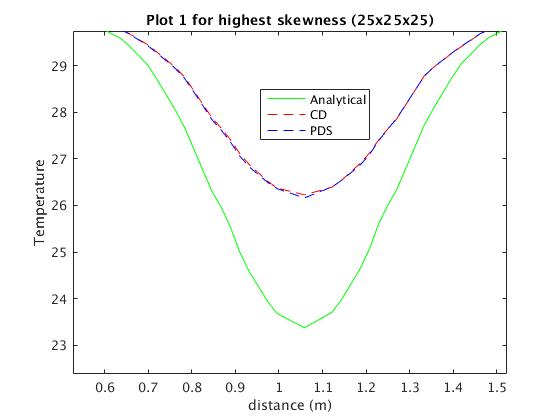 Plot 1 for highest skewness (25x25x25)
29
28
27
26
25
24
23
Temperature
Analytical
CD
PDS
0.6 0.7 0.8 0.9 1 1.1 1.2 1.3 1.4 1.5
distance (m)